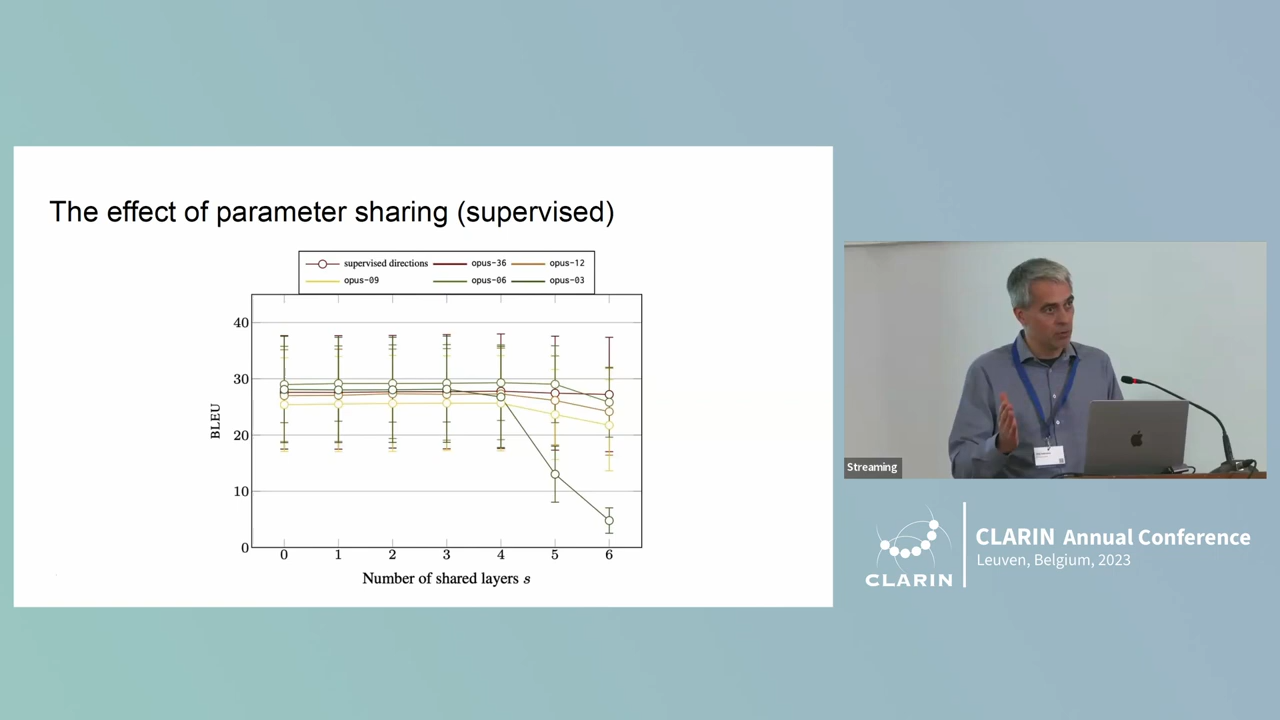 The effect of parameter sharing (supervised)
supervised directions opus-36 opus-12
opus-09 opus-06 opus-03
40
30
20
10
0
BLEU
0 1 2 3 4 5 6
Number of shared layers s
Streaming
CLARIN
CLARIN Annual Conference
Leuven, Belgium, 2023